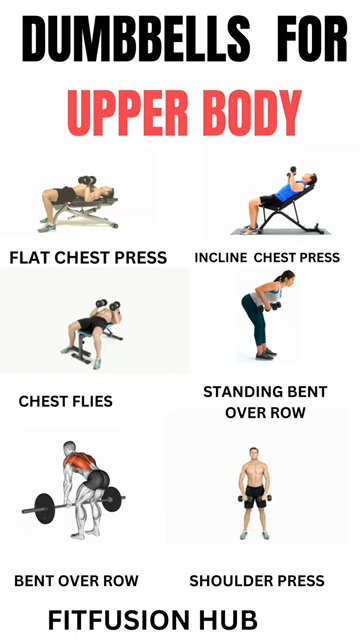 DUMBBELLS FOR
UPPER BODY
FLAT CHEST PRESS
INCLINE CHEST PRESS
CHEST FLIES
STANDING BENT
OVER ROW
BENT OVER ROW
SHOULDER PRESS
FITFUSION HUB